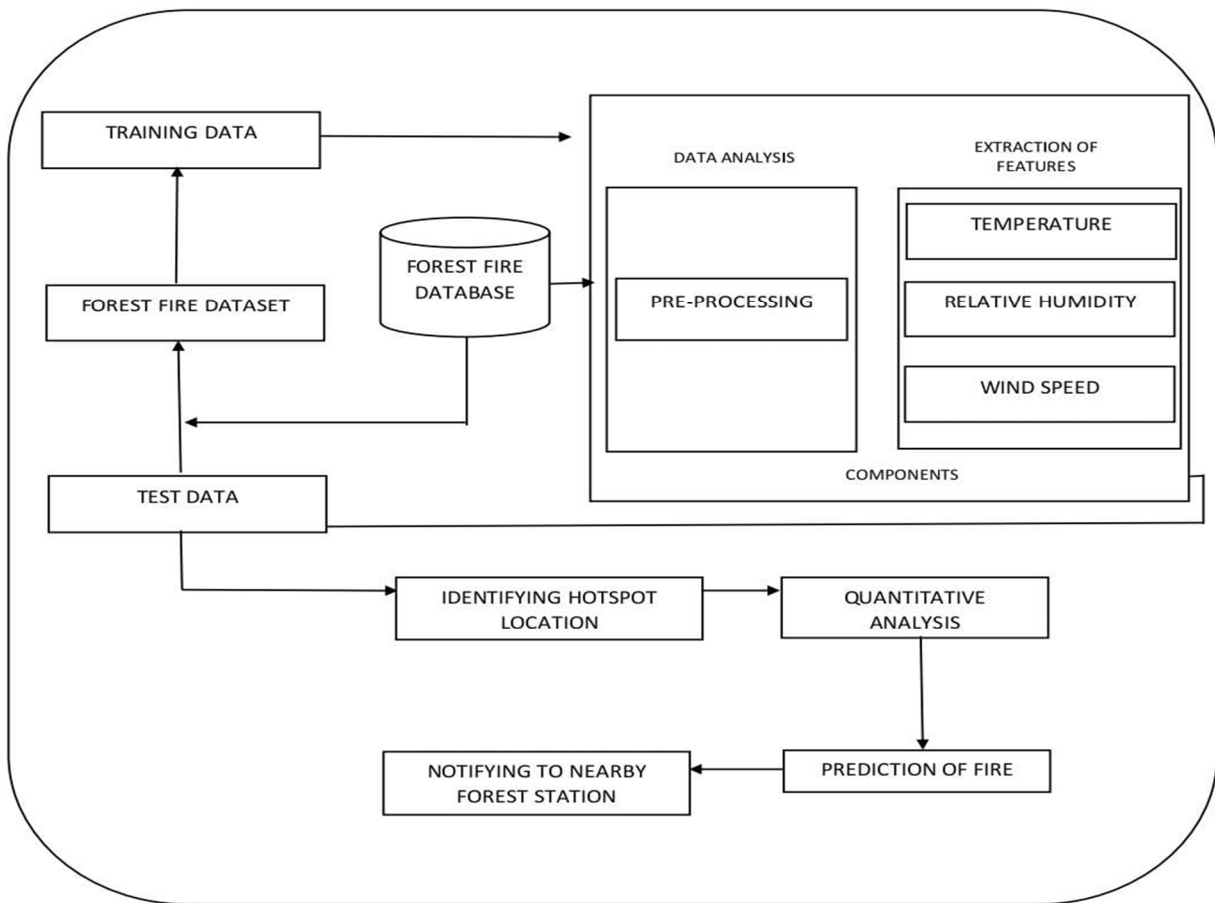 TRAINING DATA
DATA ANALYSIS
EXTRACTION OF
FEATURES
TEMPERATURE
FOREST FIRE
DATABASE
FOREST FIRE DATASET
PRE-PROCESSING
RELATIVE HUMIDITY
WIND SPEED
COMPONENTS
TEST DATA
IDENTIFYING HOTSPOT
LOCATION
QUANTITATIVE
ANALYSIS
PREDICTION OF FIRE
NOTIFYING TO NEARBY
FOREST STATION